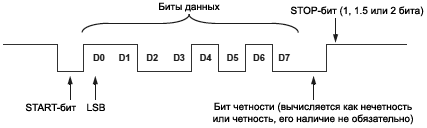 Биты данных
STOP-бит (1, 1.5 или 2 бита)
D0 D1 D2 D3 D4 D5 D6 D7
START-бит
LSB
Бит четности (вычисляется как нечетность
или четность, его наличие не обязательно)